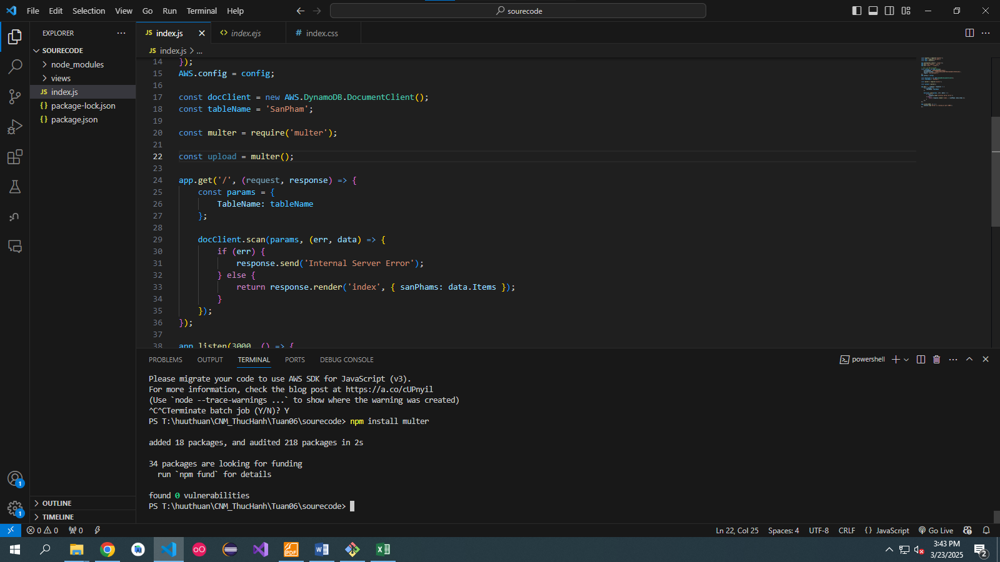 File Edit Selection View Go Run Terminal Help
sourecode
EXPLORER
SOURECODE
node_modules
views
JS index.js
{} package-lock.json
{} package.json
OUTLINE
TIMELINE
JS index.js
<> index.ejs
# index.css
JS index.js > ...
14 });
15 AWS.config = config;
16
17 const docClient = new AWS.DynamoDB.DocumentClient();
18 const tableName = 'SanPham';
19
20 const multer = require('multer');
21
22 const upload = multer();
23
24 app.get('/', (request, response) => {
25 const params = {
26 TableName: tableName
27 };
28
29 docClient.scan(params, (err, data) => {
30 if (err) {
31 response.send('Internal Server Error');
32 } else {
33 return response.render('index', { sanPhams: data.Items });
34 }
35 });
36 });
37
38 app.listen(3000, () => {
PROBLEMS OUTPUT TERMINAL PORTS DEBUG CONSOLE
powershell
Please migrate your code to use AWS SDK for JavaScript (v3).
For more information, check the blog post at https://a.co/cUPnyil
(Use `node --trace-warnings ...` to show where the warning was created)
^C^CTerminate batch job (Y/N)? Y
PS T:\huuthuan\CNM_ThucHanh\Tuan06\sourecode> npm install multer
added 18 packages, and audited 218 packages in 2s
34 packages are looking for funding
run `npm fund` for details
found 0 vulnerabilities
PS T:\huuthuan\CNM_ThucHanh\Tuan06\sourecode>
1
1
0 0 0
Ln 22, Col 25 Spaces: 4 UTF-8 CRLF {} JavaScript Go Live
PDF
3:43 PM
3/23/2025
2